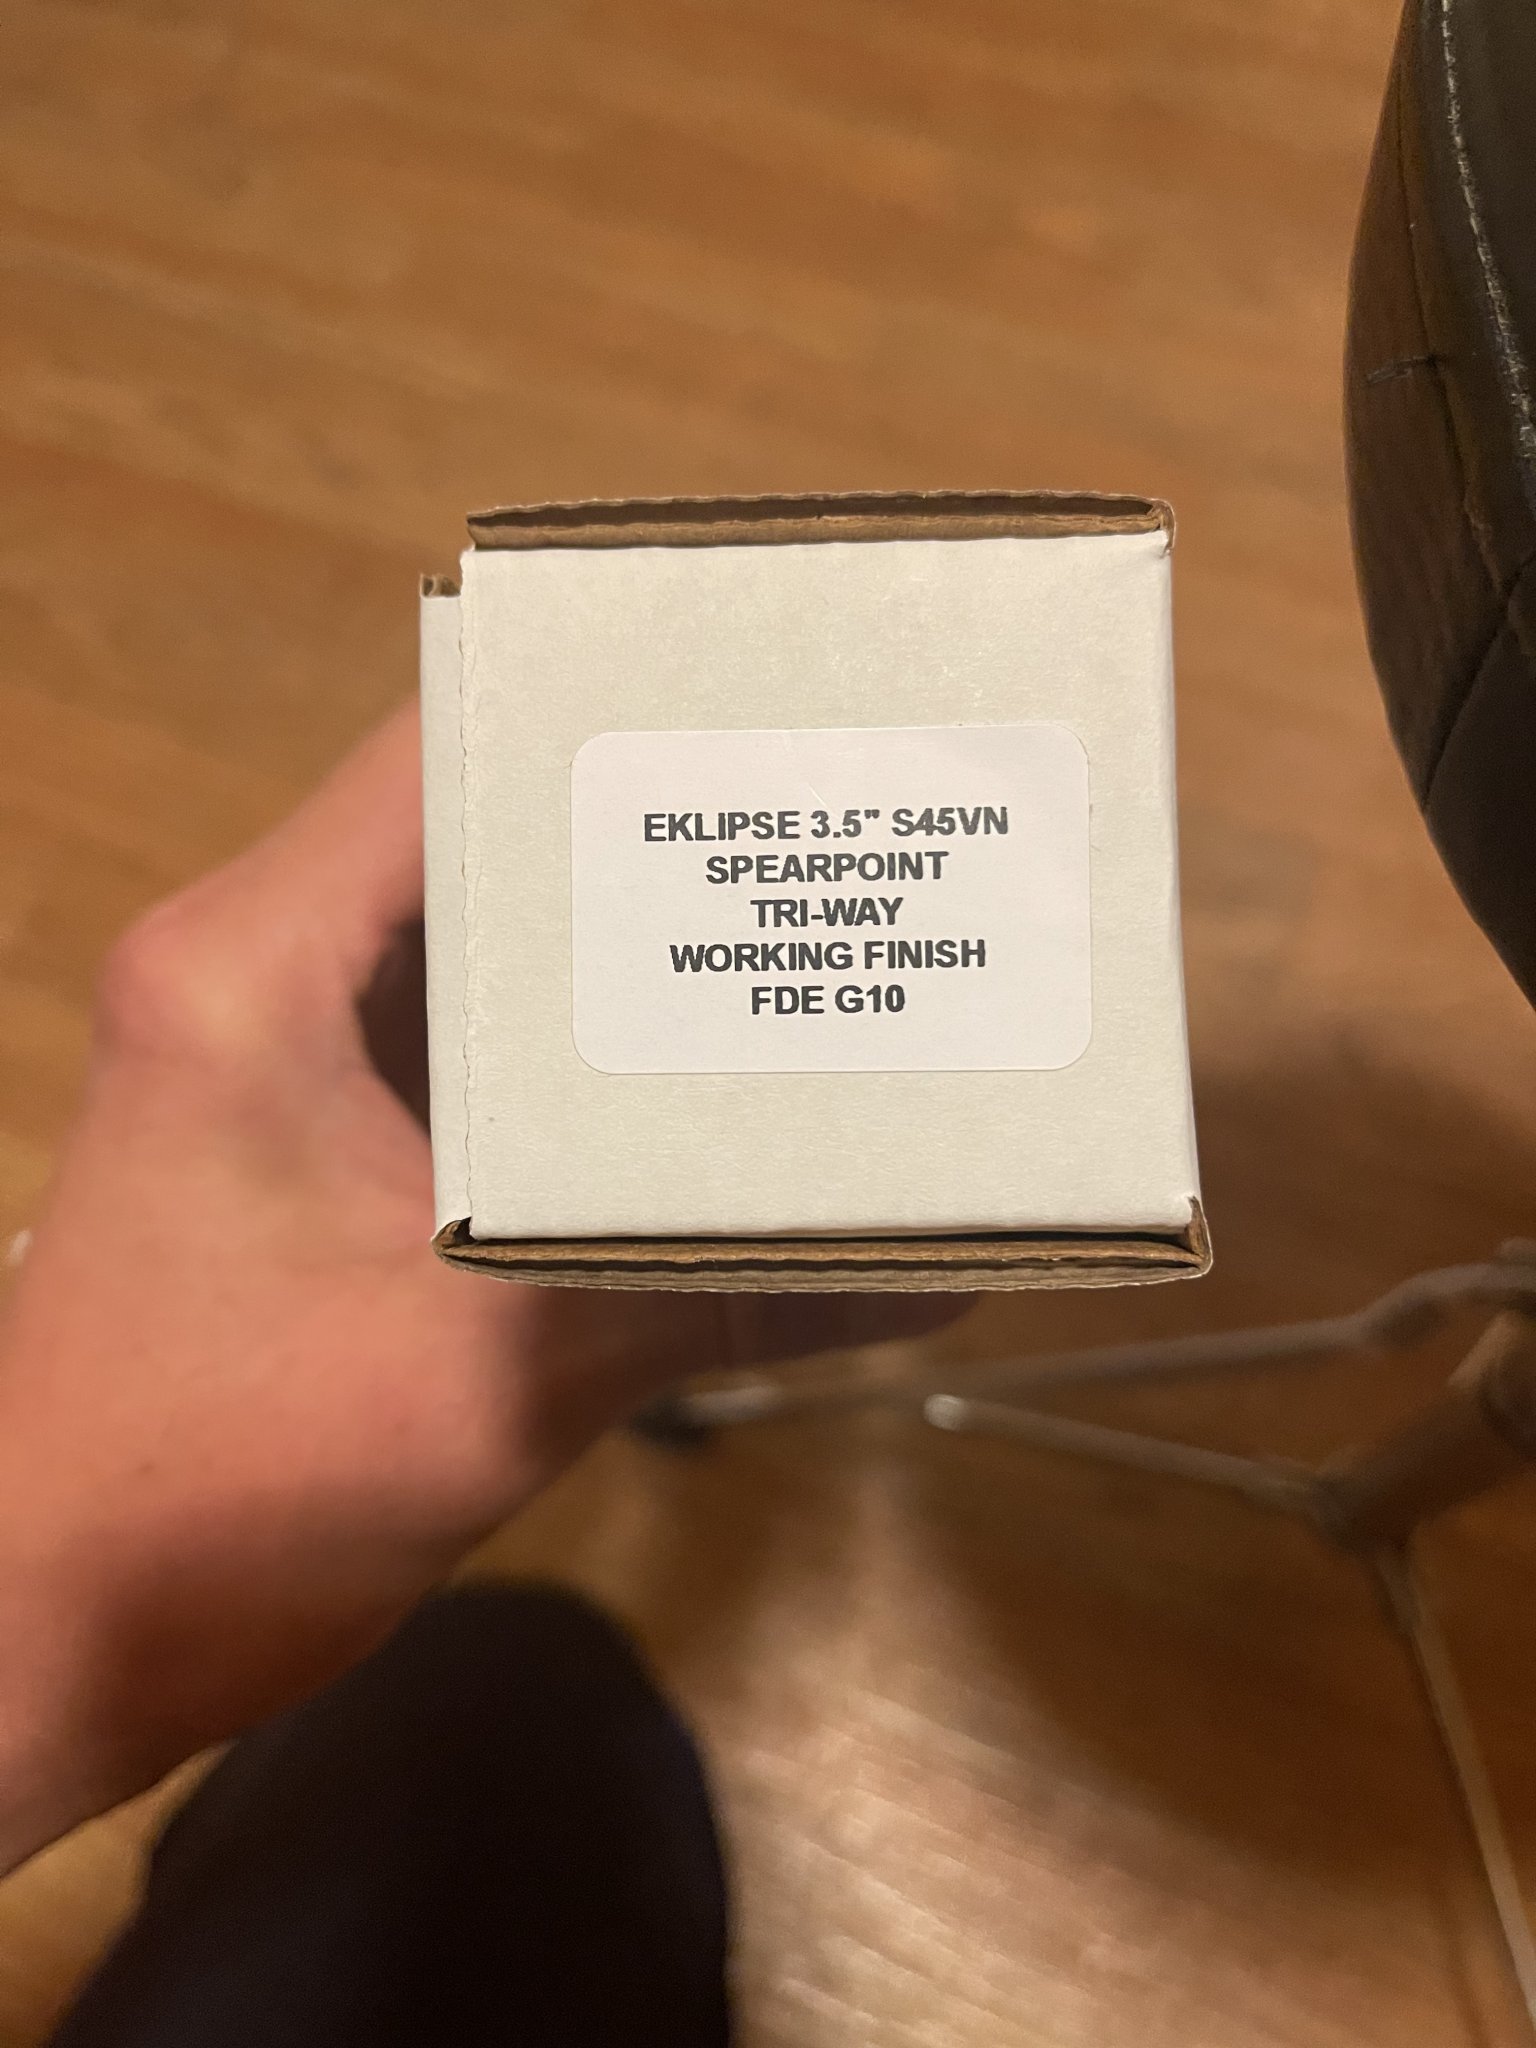 EKLIPSE 3.5" S45VN
SPEARPOINT
TRI-WAY
WORKING FINISH
FDE G10